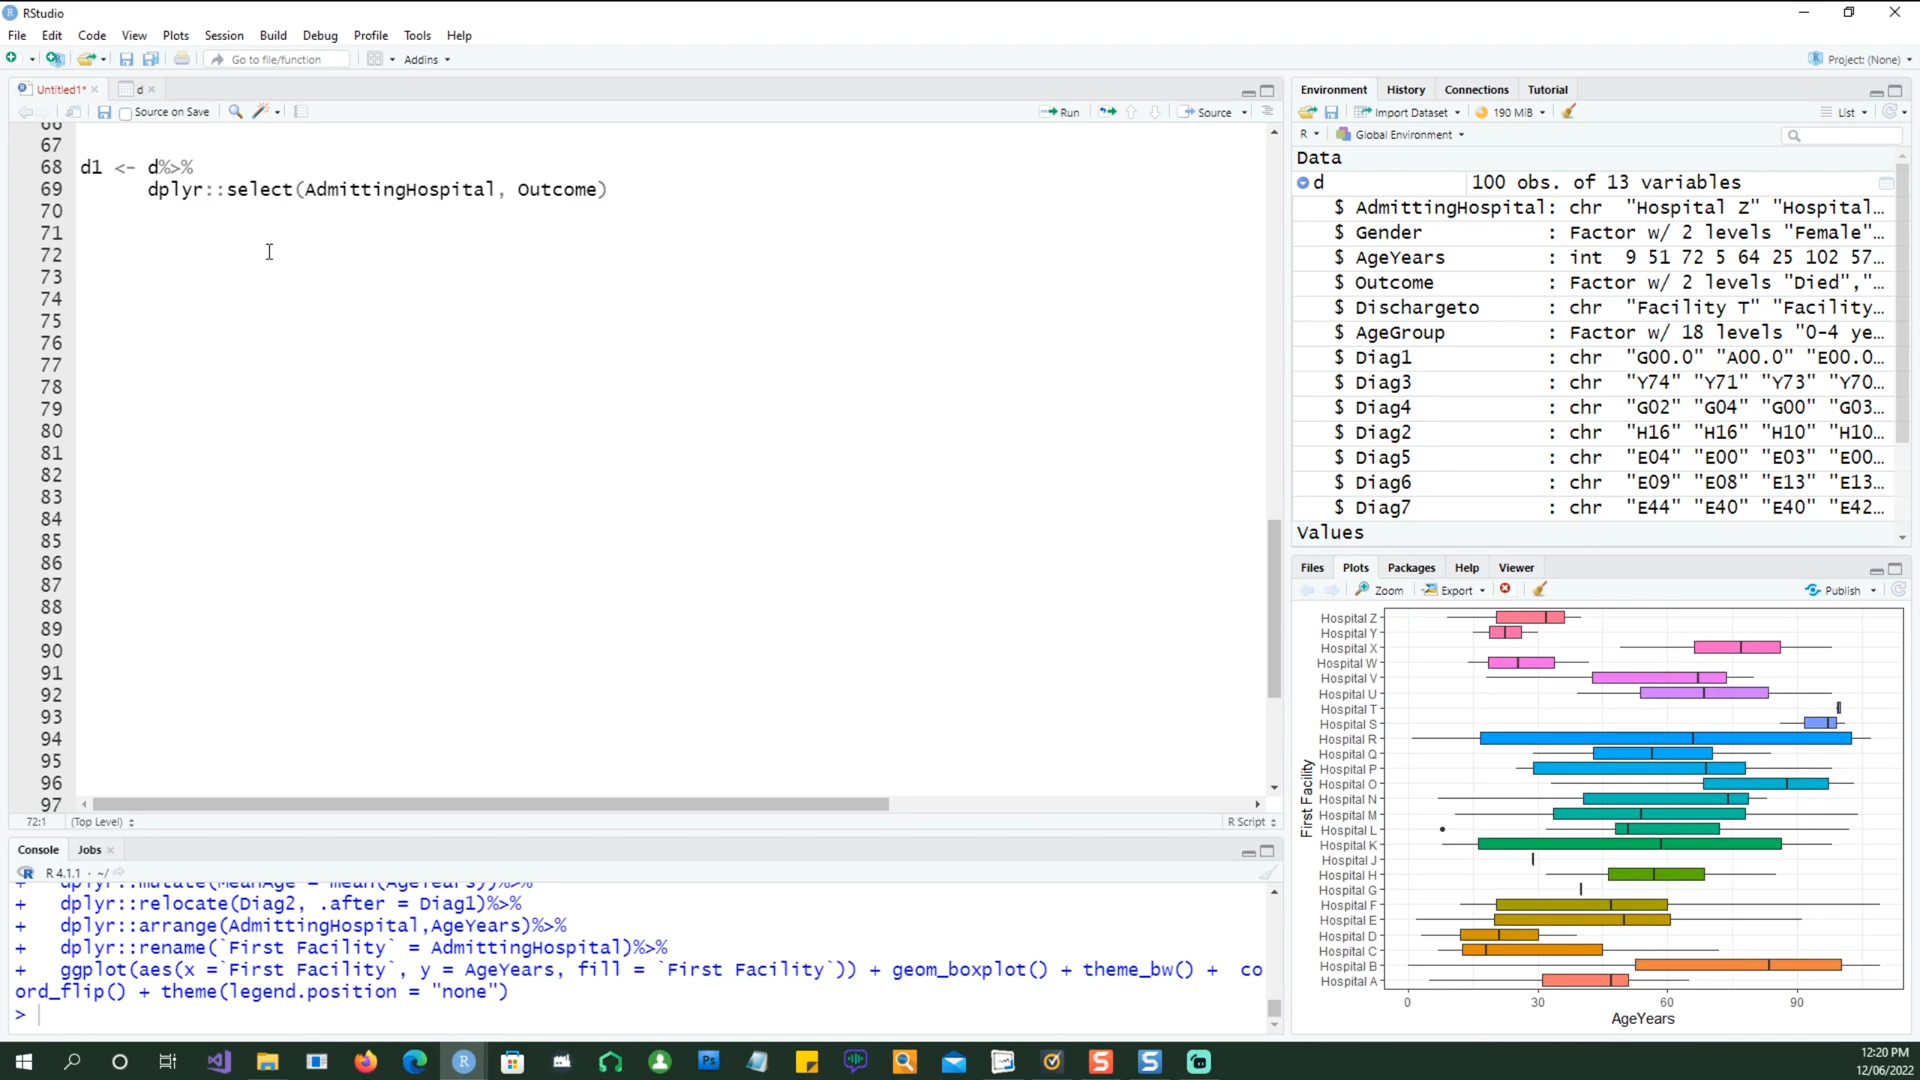 RStudio
File Edit Code View Plots Session Build Debug Profile Tools Help
Go to file/function Addins Project: (None)
Untitled1* d
Source on Save Run Source
66
67
68 d1 <- d%>%
69 dplyr::select(AdmittingHospital, Outcome)
70
71
72
73
74
75
76
77
78
79
80
81
82
83
84
85
86
87
88
89
90
91
92
93
94
95
96
97
72:1 (Top Level) R Script
Console Jobs
R 4.1.1 · ~/
+ dplyr::mutate(MeanAge = mean(AgeYears))%>%
+ dplyr::relocate(Diag2, .after = Diag1)%>%
+ dplyr::arrange(AdmittingHospital,AgeYears)%>%
+ dplyr::rename(`First Facility` = AdmittingHospital)%>%
+ ggplot(aes(x =`First Facility`, y = AgeYears, fill = `First Facility`)) + geom_boxplot() + theme_bw() + co
ord_flip() + theme(legend.position = "none")
>
Environment History Connections Tutorial
Import Dataset 190 MiB List
R Global Environment
Data
d 100 obs. of 13 variables
$ AdmittingHospital: chr "Hospital Z" "Hospital…
$ Gender : Factor w/ 2 levels "Female"…
$ AgeYears : int 9 51 72 5 64 25 102 57…
$ Outcome : Factor w/ 2 levels "Died","…
$ Dischargeto : chr "Facility T" "Facility…
$ AgeGroup : Factor w/ 18 levels "0-4 ye…
$ Diag1 : chr "G00.0" "A00.0" "E00.0…
$ Diag3 : chr "Y74" "Y71" "Y73" "Y70…
$ Diag4 : chr "G02" "G04" "G00" "G03…
$ Diag2 : chr "H16" "H16" "H10" "H10…
$ Diag5 : chr "E04" "E00" "E03" "E00…
$ Diag6 : chr "E09" "E08" "E13" "E13…
$ Diag7 : chr "E44" "E40" "E40" "E42…
Values
Files Plots Packages Help Viewer
Zoom Export Publish
Hospital Z
Hospital Y
Hospital X
Hospital W
Hospital V
Hospital U
Hospital T
Hospital S
Hospital R
Hospital Q
Hospital P
Hospital O
Hospital N
Hospital M
Hospital L
Hospital K
Hospital J
Hospital H
Hospital G
Hospital F
Hospital E
Hospital D
Hospital C
Hospital B
Hospital A
First Facility
0 30 60 90
AgeYears
12:20 PM
12/06/2022